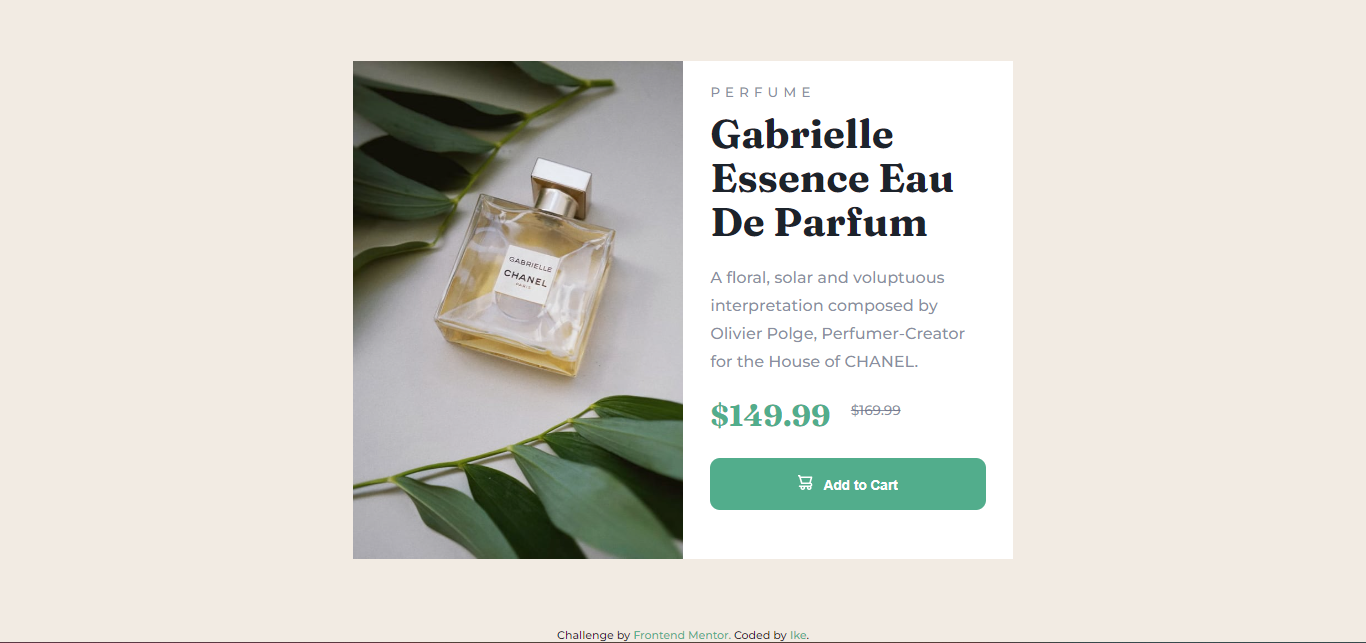 GABRIELLE
CHANEL
PARIS
PERFUME
Gabrielle
Essence Eau
De Parfum
A floral, solar and voluptuous
interpretation composed by
Olivier Polge, Perfumer-Creator
for the House of CHANEL.
$149.99 $169.99
Add to Cart
Challenge by Frontend Mentor. Coded by Ike.